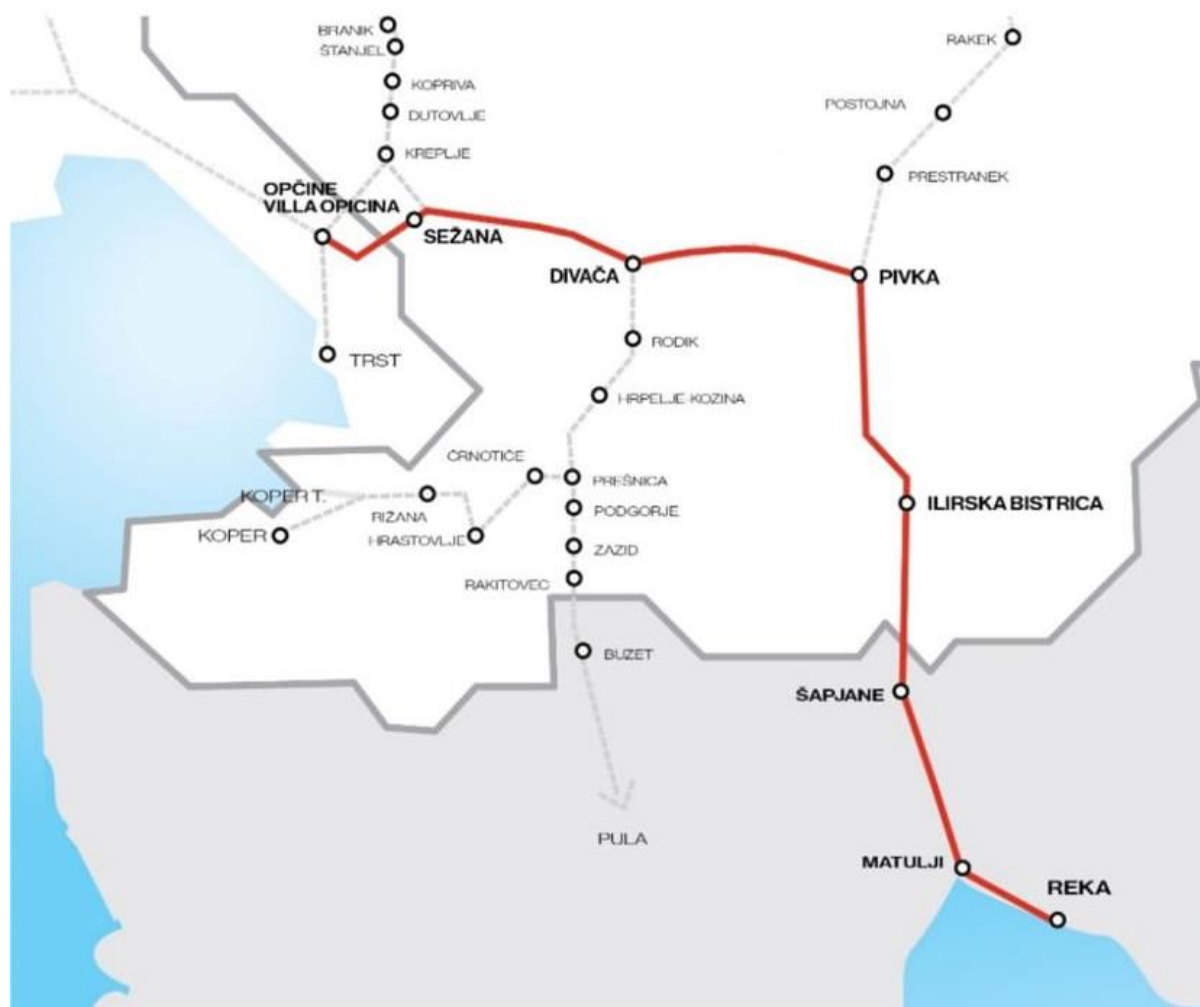 BRANIK
ŠTANJEL
RAKEK
KOPRIVA
POSTOJNA
DUTOVLJE
KREPLJE
PRESTRANEK
OPČINE
VILLA OPICINA
SEŽANA
DIVAČA
PIVKA
RODIK
TRST
HRPELJE-KOZINA
ČRNOTIČE
PREŠNICA
KOPER T.
RIŽANA
PODGORJE
ILIRSKA BISTRICA
KOPER
HRASTOVLJE
ZAZID
RAKITOVEC
BUZET
ŠAPJANE
PULA
MATULJI
REKA